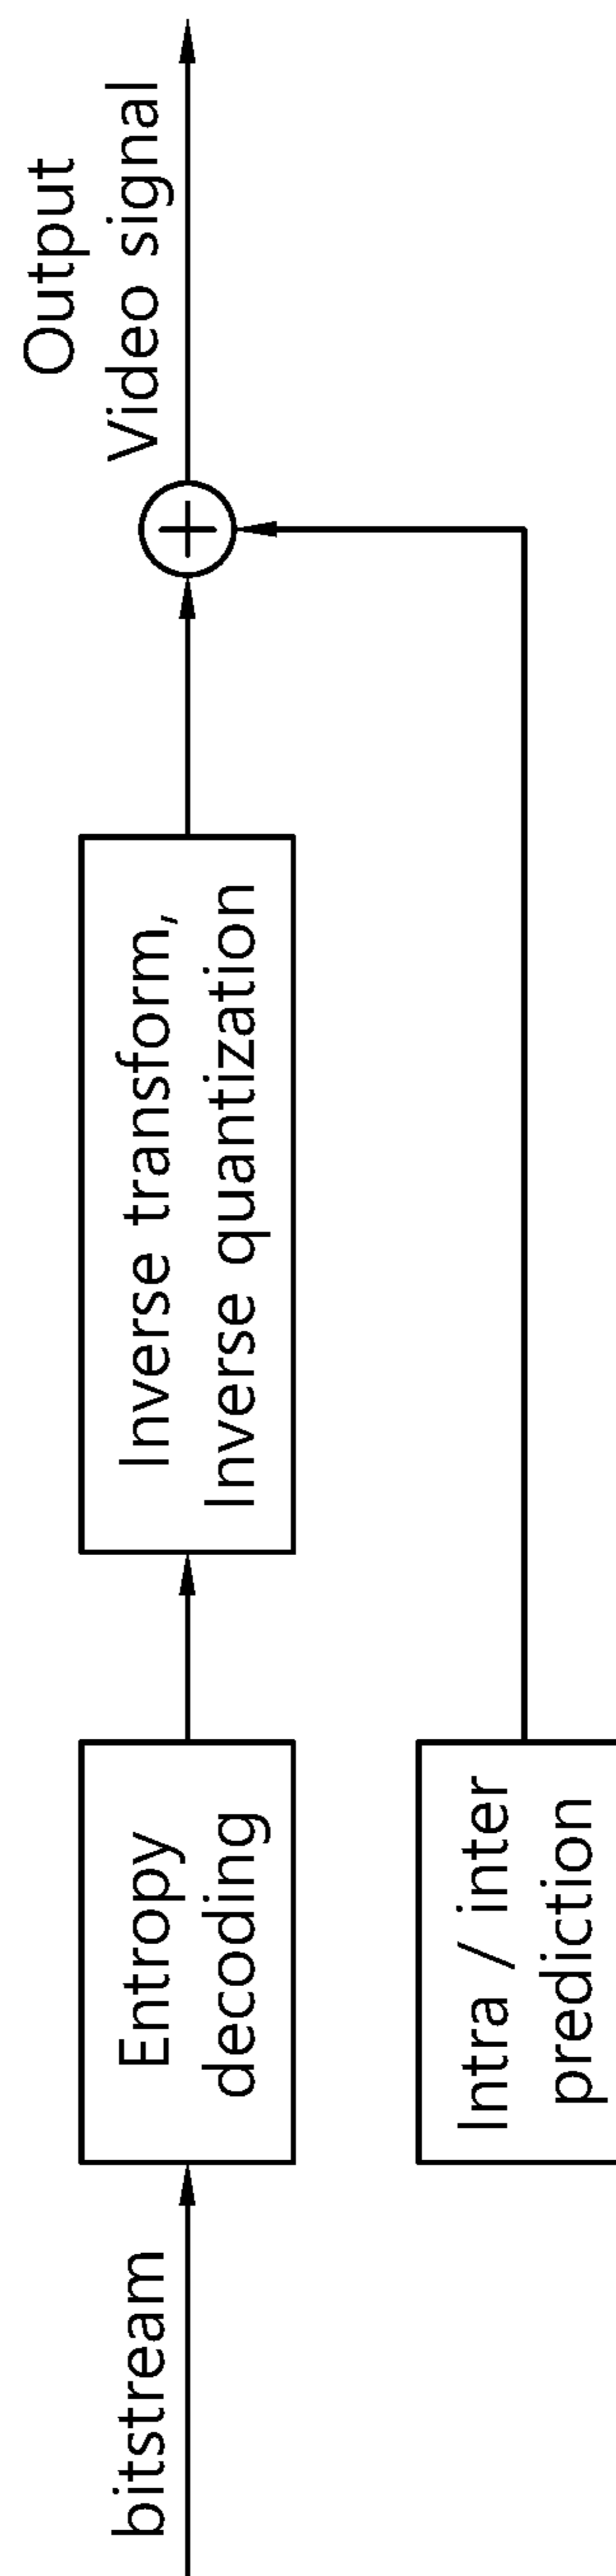 bitstream
Entropy
decoding
Inverse transform,
Inverse quantization
Output
Video signal
Intra / inter
prediction